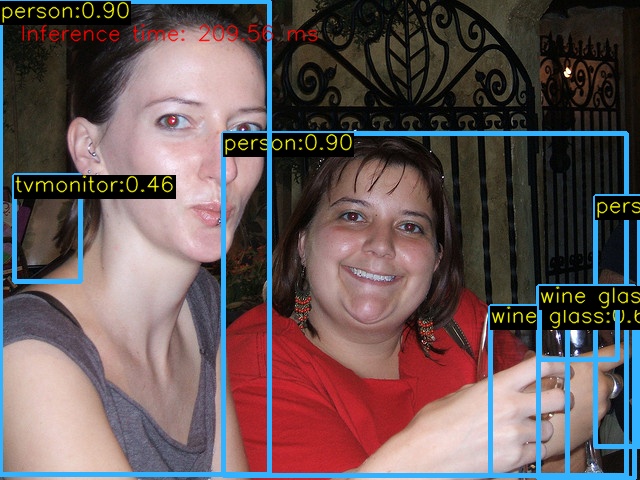 person:0.90
Inference time: 209.56 ms
person:0.90
tvmonitor:0.46
pers
wine glas
wine glass:0.6